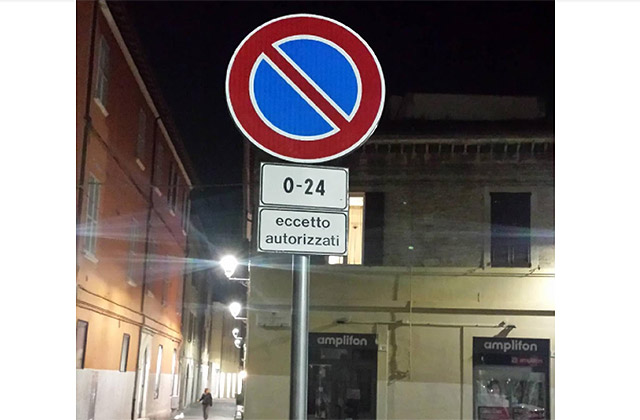 0-24
eccetto
autorizzati
amplifon
amplifon